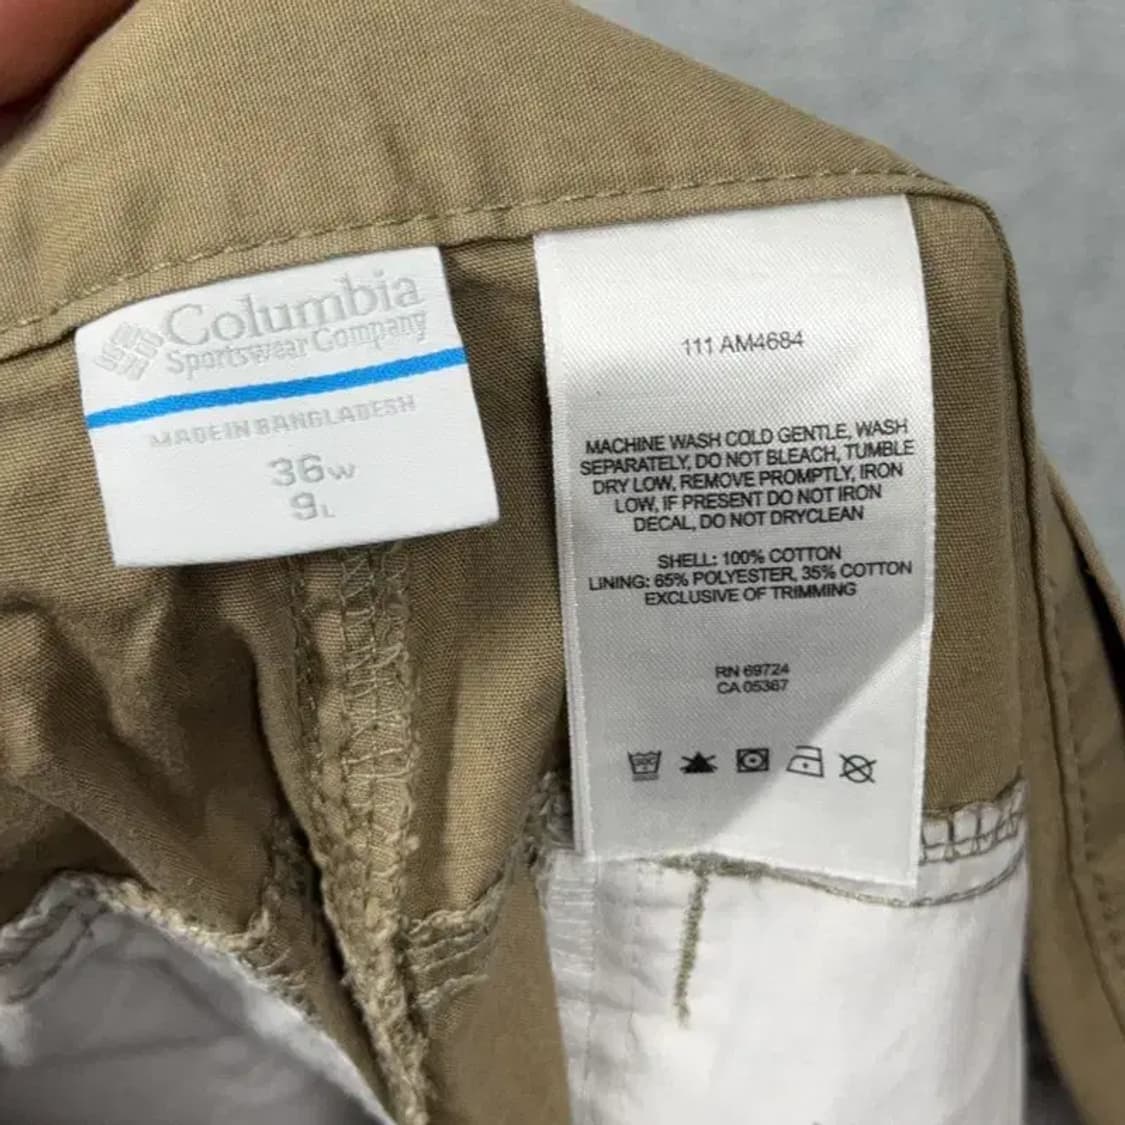 Columbia
Sportswear Company
MADE IN BANGLADESH
36W
9L
111 AM4684
MACHINE WASH COLD GENTLE, WASH
SEPARATELY, DO NOT BLEACH, TUMBLE
DRY LOW, REMOVE PROMPTLY, IRON
LOW, IF PRESENT DO NOT IRON
DECAL, DO NOT DRYCLEAN
SHELL: 100% COTTON
LINING: 65% POLYESTER, 35% COTTON
EXCLUSIVE OF TRIMMING
RN 69724
CA 05367